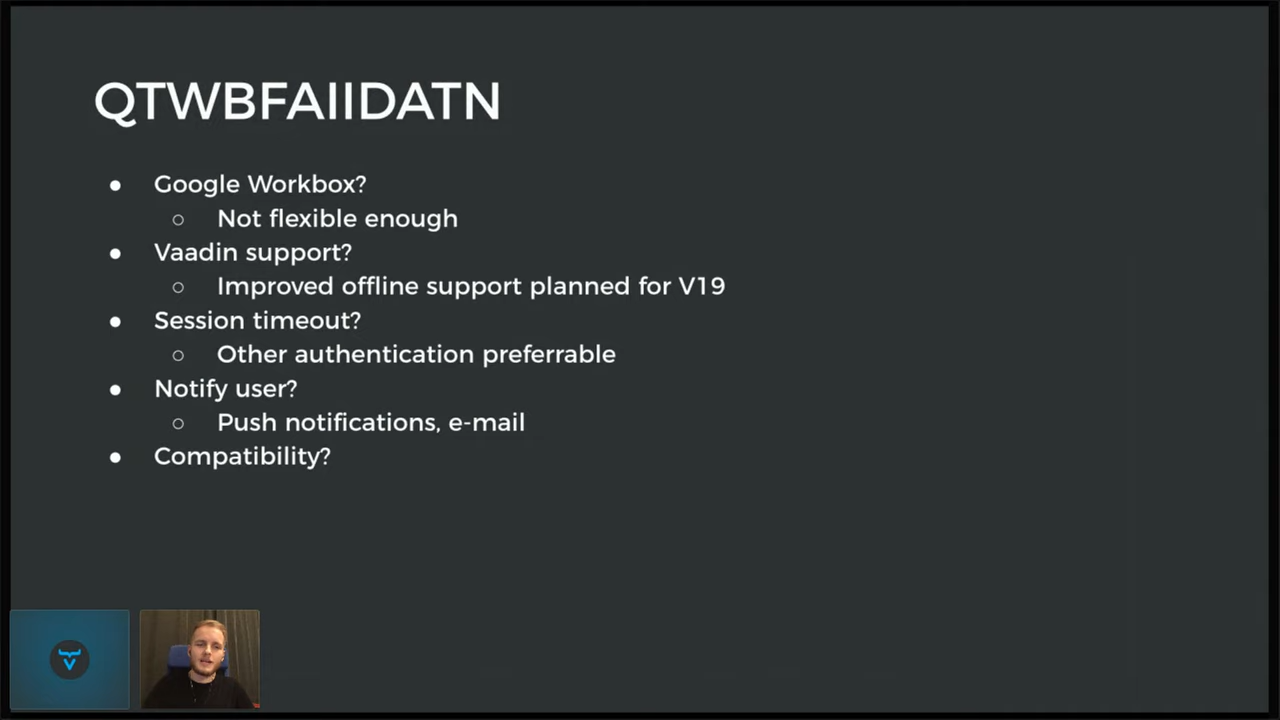 QTWBFAIIDATN
● Google Workbox?
○ Not flexible enough
● Vaadin support?
○ Improved offline support planned for V19
● Session timeout?
○ Other authentication preferrable
● Notify user?
○ Push notifications, e-mail
● Compatibility?